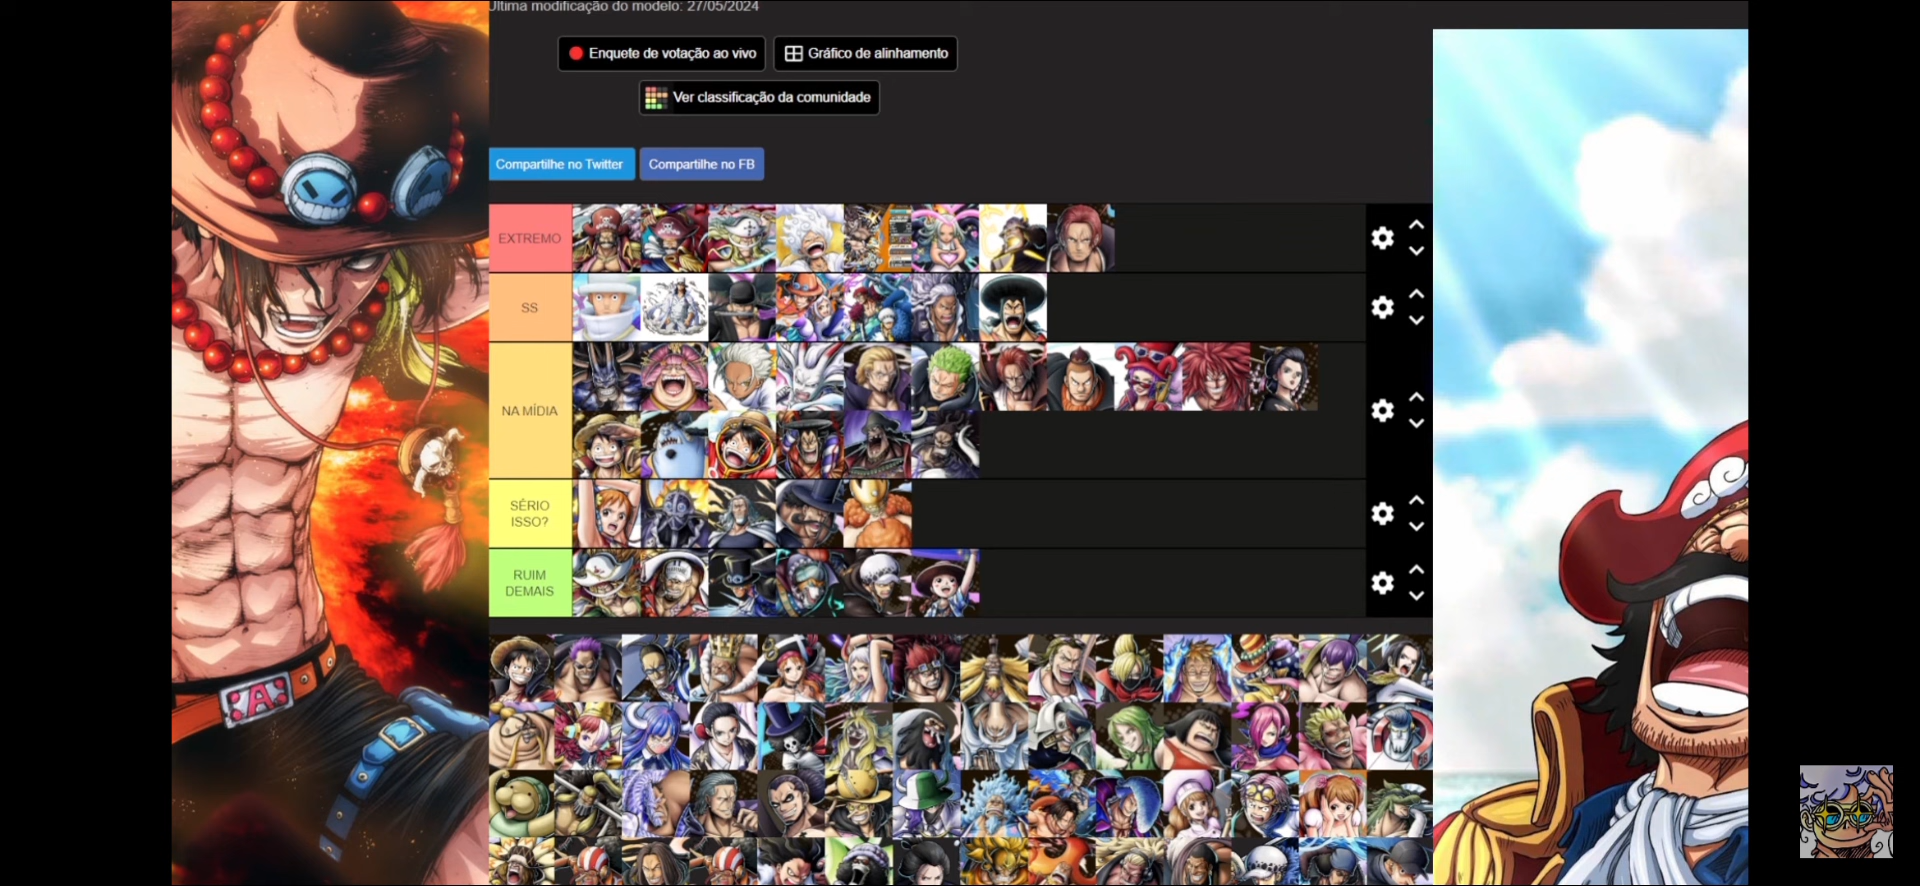 Última modificação do modelo: 27/05/2024
Enquete de votação ao vivo
Gráfico de alinhamento
Ver classificação da comunidade
Compartilhe no Twitter
Compartilhe no FB
EXTREMO
SS
NA MÍDIA
SÉRIO
ISSO?
RUIM
DEMAIS
A